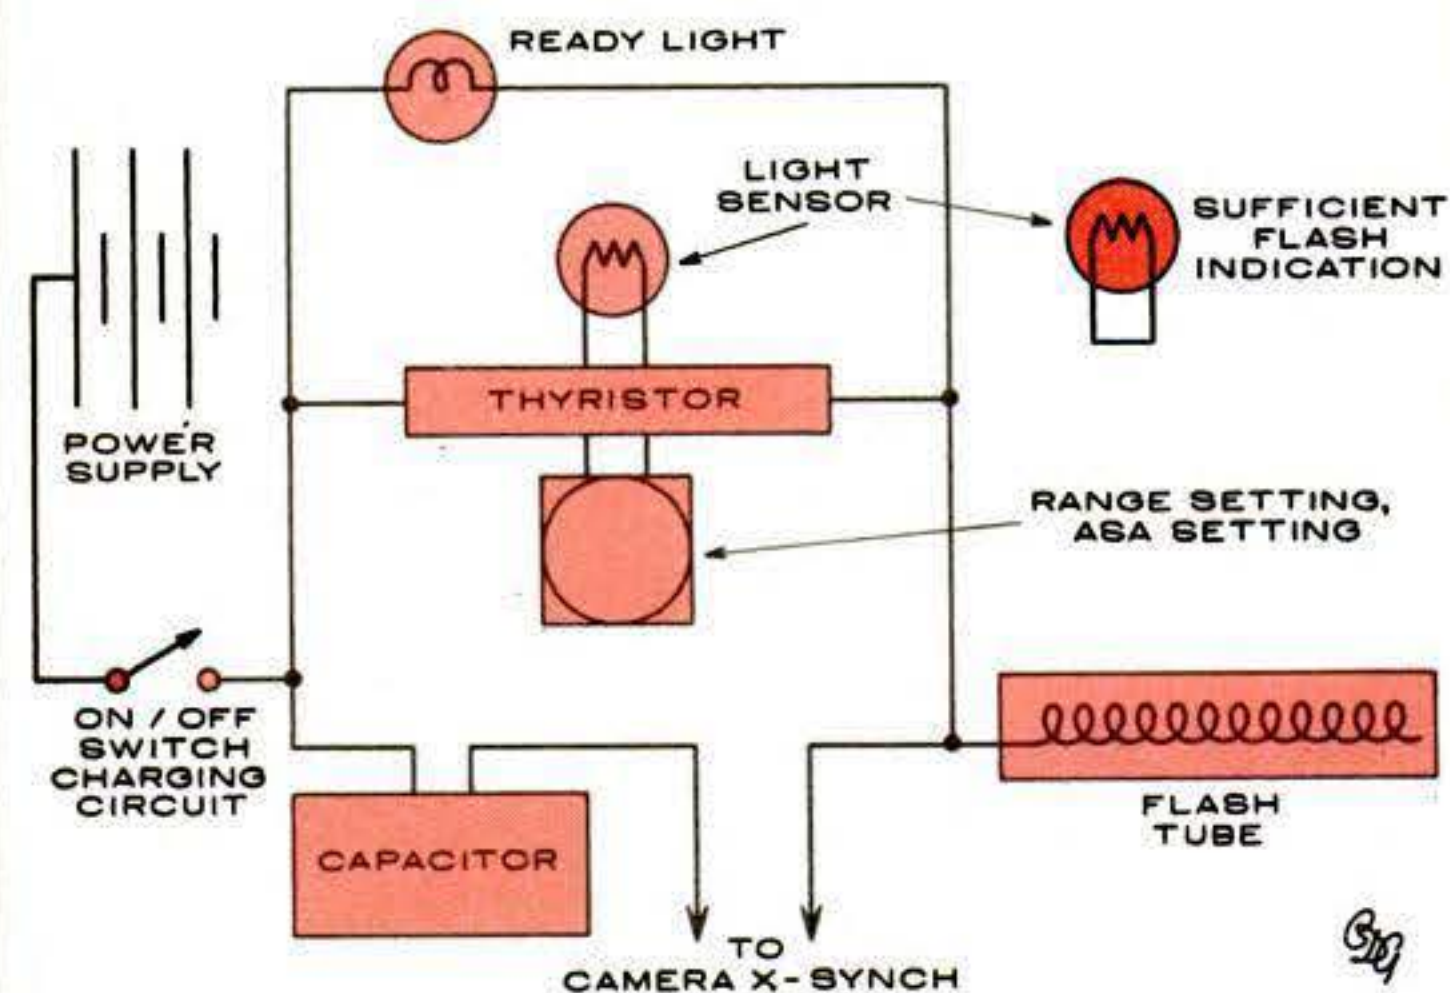 READY LIGHT
LIGHT
SENSOR
SUFFICIENT
FLASH
INDICATION
THYRISTOR
POWER
SUPPLY
RANGE SETTING,
ASA SETTING
ON / OFF
SWITCH
CHARGING
CIRCUIT
FLASH
TUBE
CAPACITOR
TO
CAMERA X-SYNCH